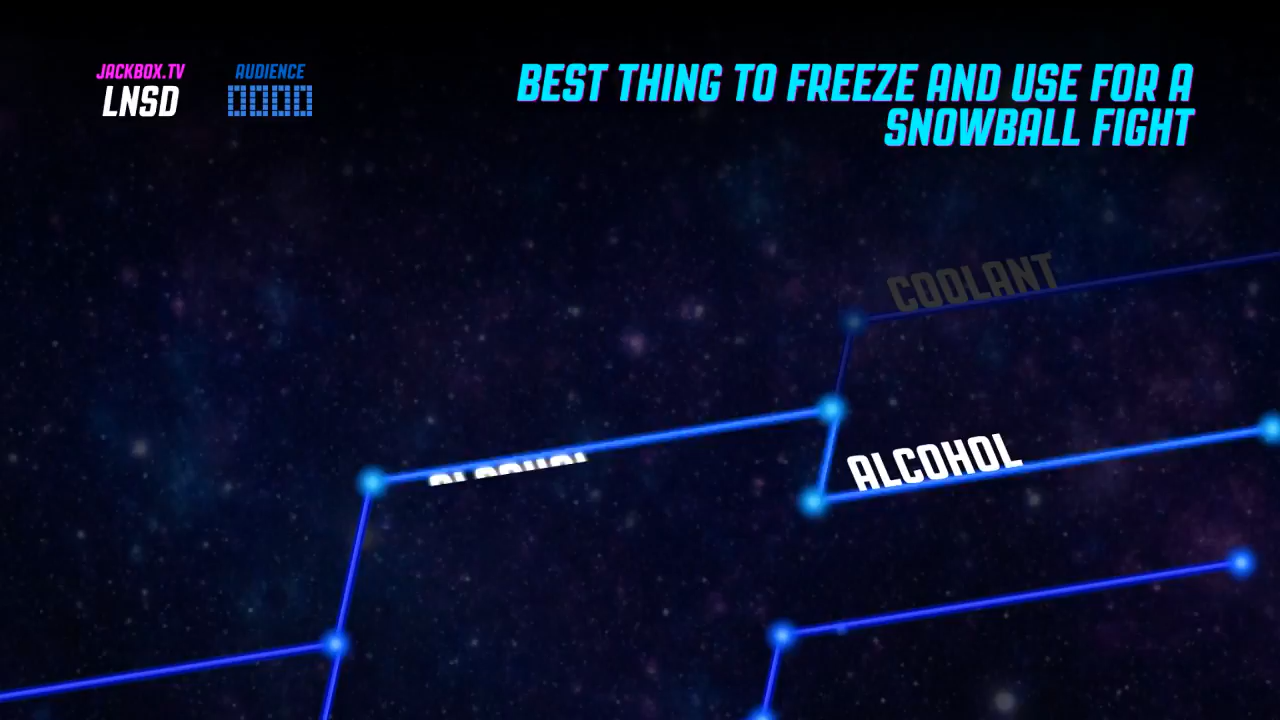 JACKBOX.TV
LNSD
AUDIENCE
0000
BEST THING TO FREEZE AND USE FOR A
SNOWBALL FIGHT
COOLANT
ALCOHOL